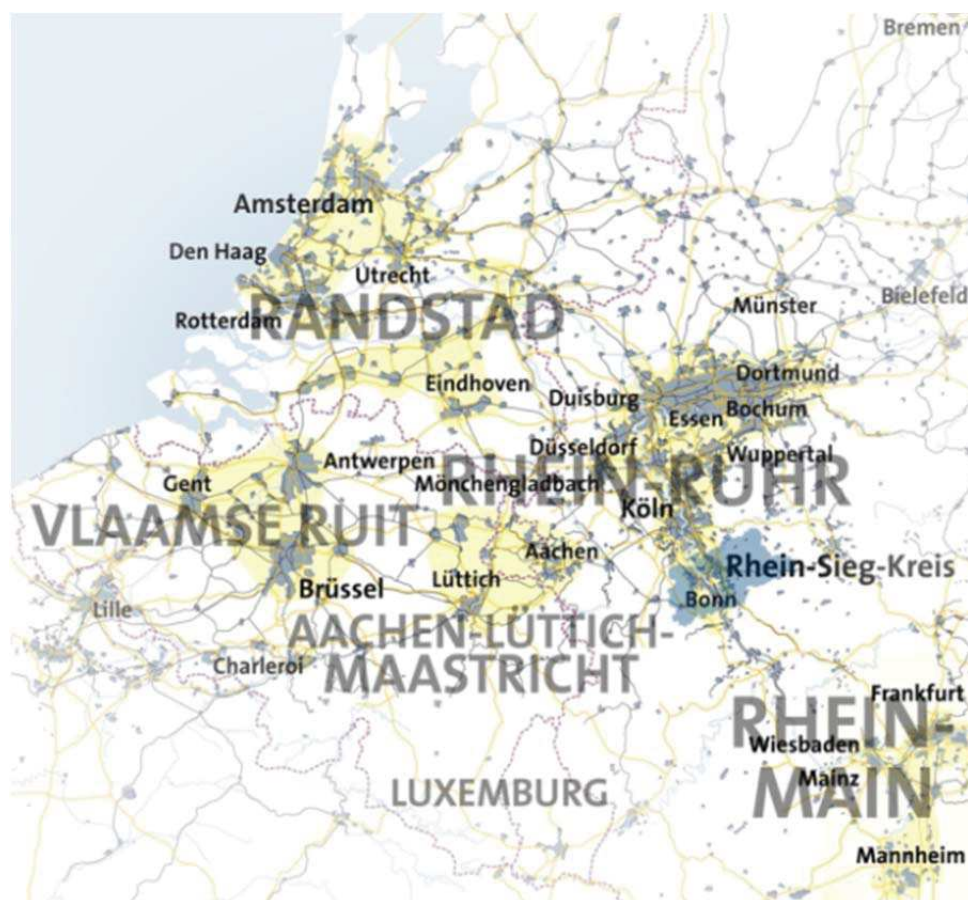 Bremen
Amsterdam
Den Haag
Utrecht
Bielefeld
Münster
RANDSTAD
Rotterdam
Dortmund
Eindhoven
Duisburg
Bochum
Essen
Düsseldorf
Wuppertal
Antwerpen
Mönchengladbach
RHEIN-RUHR
Gent
Köln
VLAAMSE RUIT
Aachen
Rhein-Sieg-Kreis
Lüttich
Brüssel
Bonn
Lille
AACHEN-LÜTTICH-
MAASTRICHT
Charleroi
Frankfurt
RHEIN-
MAIN
Wiesbaden
Mainz
LUXEMBURG
Mannheim